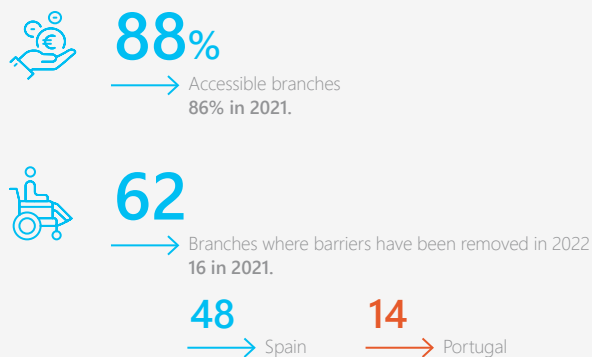 88%
Accessible branches
86% in 2021.
62
Branches where barriers have been removed in 2022
16 in 2021.
48
Spain
14
Portugal